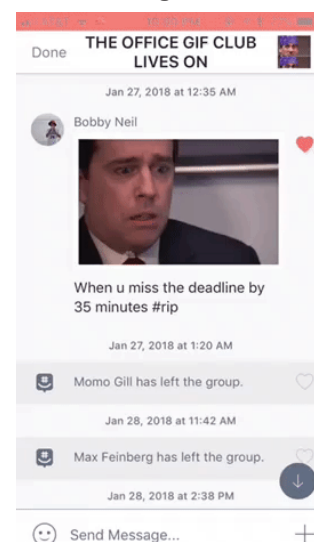 Done
THE OFFICE GIF CLUB
LIVES ON
Jan 27, 2018 at 12:35 AM
Bobby Neil
When u miss the deadline by
35 minutes #rip
Jan 27, 2018 at 1:20 AM
Momo Gill has left the group.
Jan 28, 2018 at 11:42 AM
Max Feinberg has left the group.
Jan 28, 2018 at 2:38 PM
Send Message...